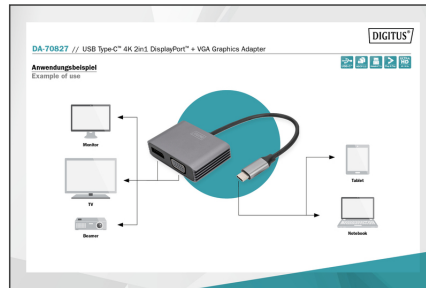 DIGITUS®
DA-70827 // USB Type-C™ 4K 2in1 DisplayPort™ + VGA Graphics Adapter
Anwendungsbeispiel
Example of use
Monitor
TV
Beamer
Tablet
Notebook